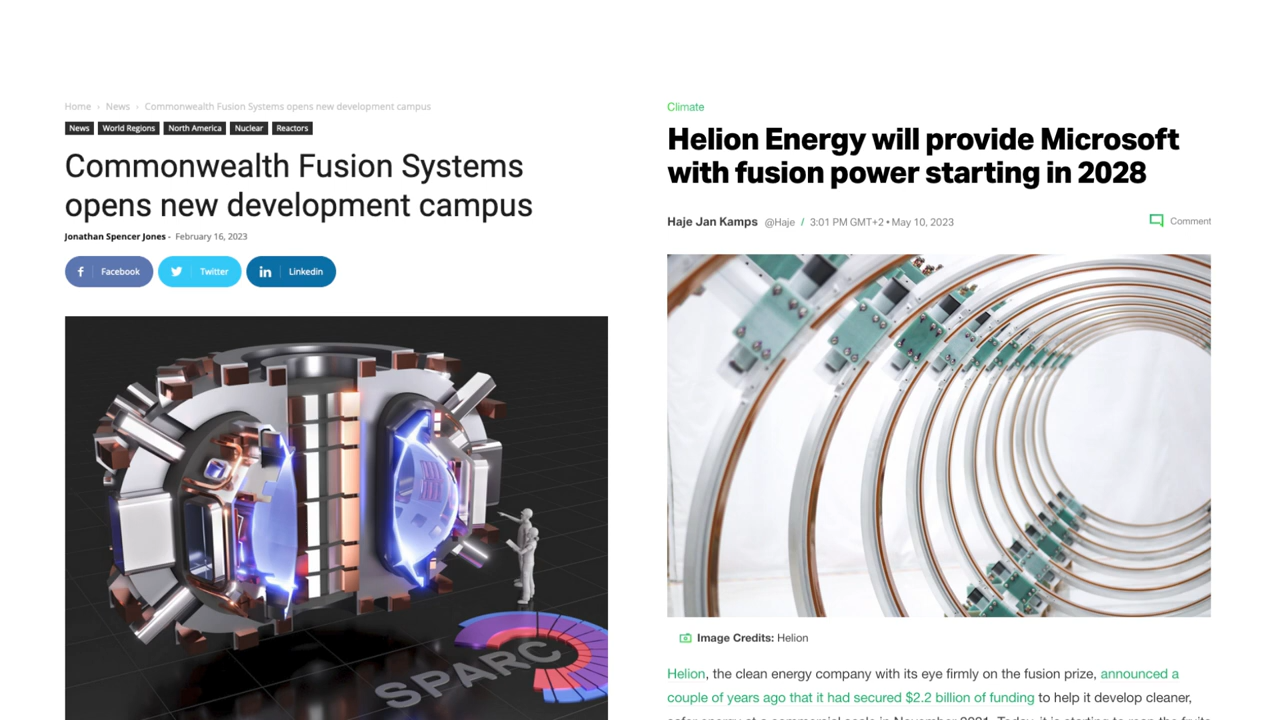 Home › News › Commonwealth Fusion Systems opens new development campus
News World Regions North America Nuclear Reactors
Commonwealth Fusion Systems
opens new development campus
Jonathan Spencer Jones - February 16, 2023
Facebook Twitter Linkedin
SPARC
Climate
Helion Energy will provide Microsoft
with fusion power starting in 2028
Haje Jan Kamps @Haje / 3:01 PM GMT+2 • May 10, 2023 Comment
Image Credits: Helion
Helion, the clean energy company with its eye firmly on the fusion prize, announced a
couple of years ago that it had secured $2.2 billion of funding to help it develop cleaner,